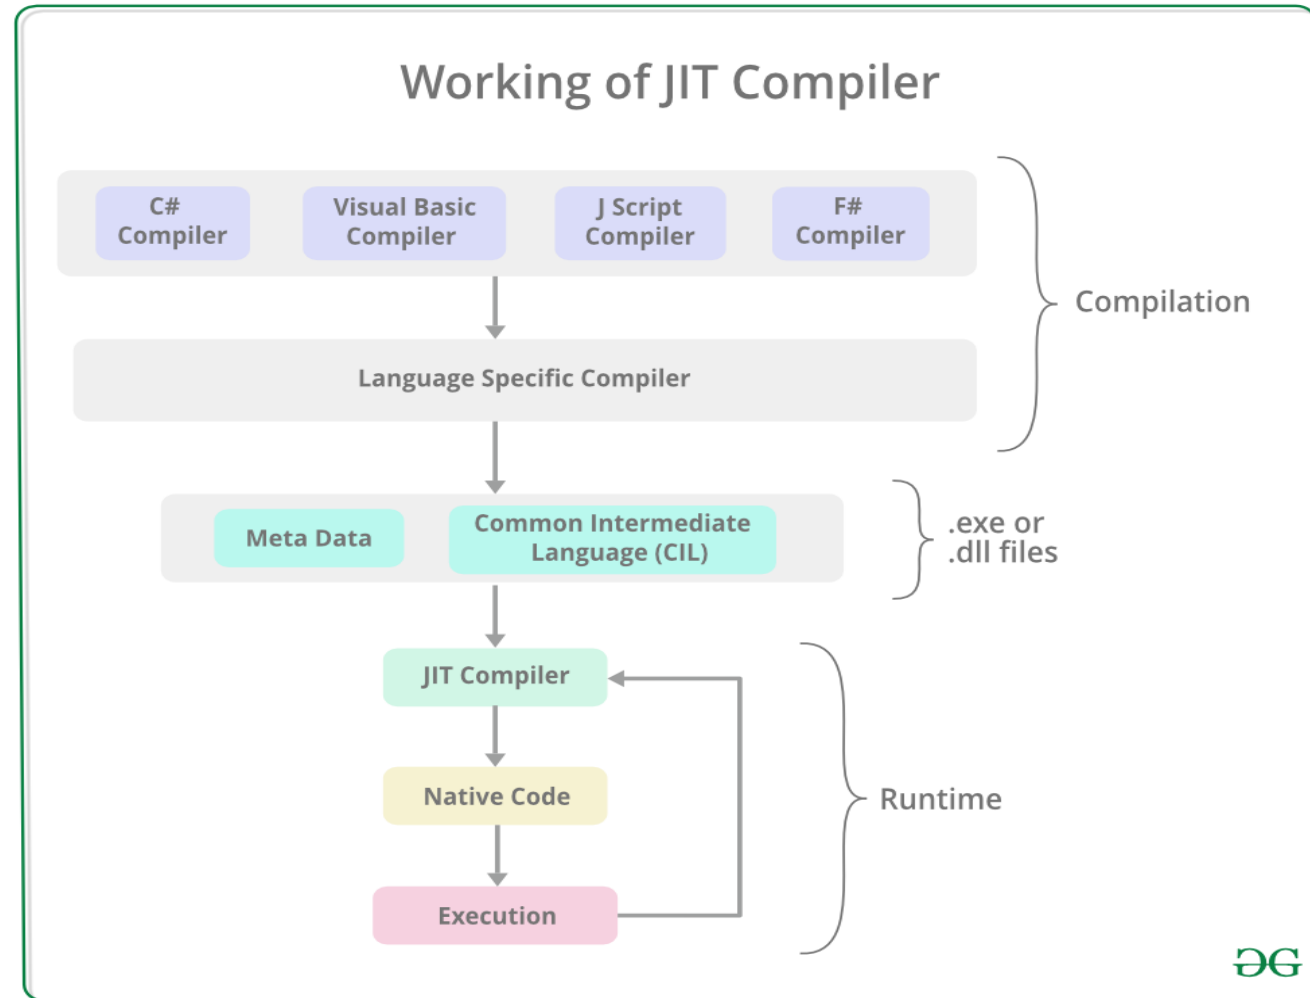 Working of JIT Compiler
C#
Compiler
Visual Basic
Compiler
J Script
Compiler
F#
Compiler
Compilation
Language Specific Compiler
Meta Data
Common Intermediate
Language (CIL)
.exe or
.dll files
JIT Compiler
Native Code
Runtime
Execution